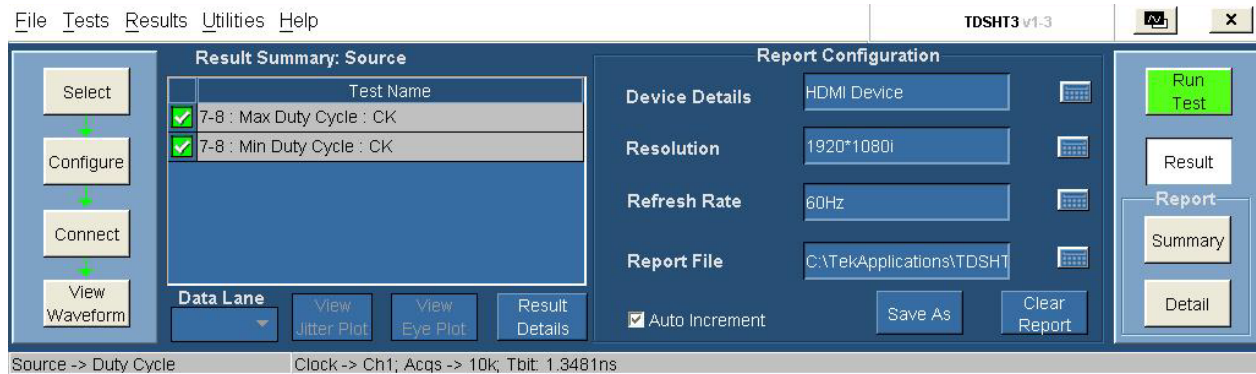 File Tests Results Utilities Help
TDSHT3 v1-3
x
Select
Configure
Connect
View
Waveform
Result Summary: Source
Test Name
7-8 : Max Duty Cycle : CK
7-8 : Min Duty Cycle : CK
Data Lane
View
Jitter Plot
View
Eye Plot
Result
Details
Report Configuration
Device Details
HDMI Device
Resolution
1920*1080i
Refresh Rate
60Hz
Report File
C:\TekApplications\TDSHT
Auto Increment
Save As
Clear
Report
Run
Test
Result
Report
Summary
Detail
Source -> Duty Cycle
Clock -> Ch1; Acqs -> 10k; Tbit: 1.3481ns